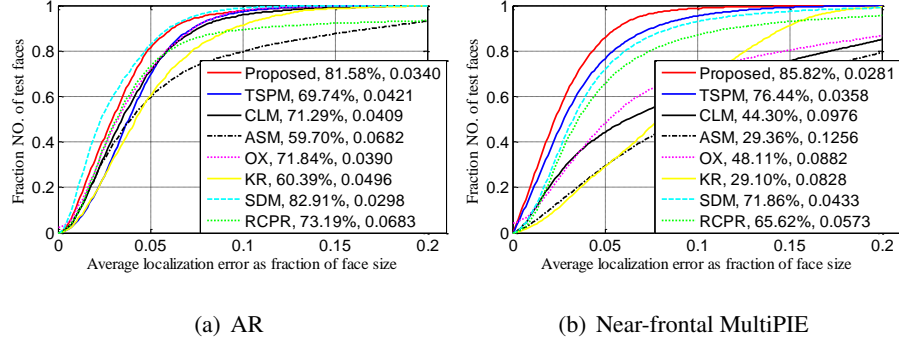 1
0.8
0.6
0.4
0.2
0
Fraction NO. of test faces
Proposed, 81.58%, 0.0340
TSPM, 69.74%, 0.0421
CLM, 71.29%, 0.0409
ASM, 59.70%, 0.0682
OX, 71.84%, 0.0390
KR, 60.39%, 0.0496
SDM, 82.91%, 0.0298
RCPR, 73.19%, 0.0683
0 0.05 0.1 0.15 0.2
Average localization error as fraction of face size
(a) AR
1
0.8
0.6
0.4
0.2
0
Fraction NO. of test faces
Proposed, 85.82%, 0.0281
TSPM, 76.44%, 0.0358
CLM, 44.30%, 0.0976
ASM, 29.36%, 0.1256
OX, 48.11%, 0.0882
KR, 29.10%, 0.0828
SDM, 71.86%, 0.0433
RCPR, 65.62%, 0.0573
0 0.05 0.1 0.15 0.2
Average localization error as fraction of face size
(b) Near-frontal MultiPIE